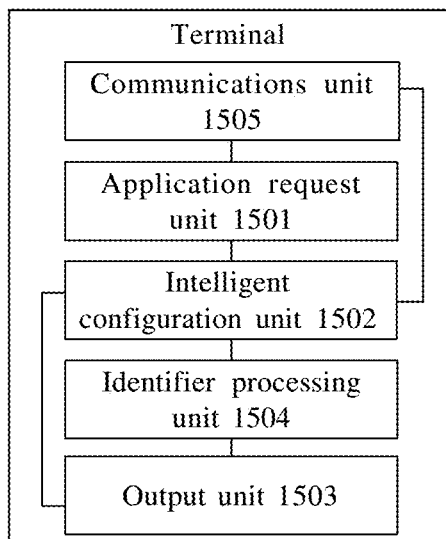 Terminal
Communications unit
1505
Application request
unit 1501
Intelligent
configuration unit 1502
Identifier processing
unit 1504
Output unit 1503